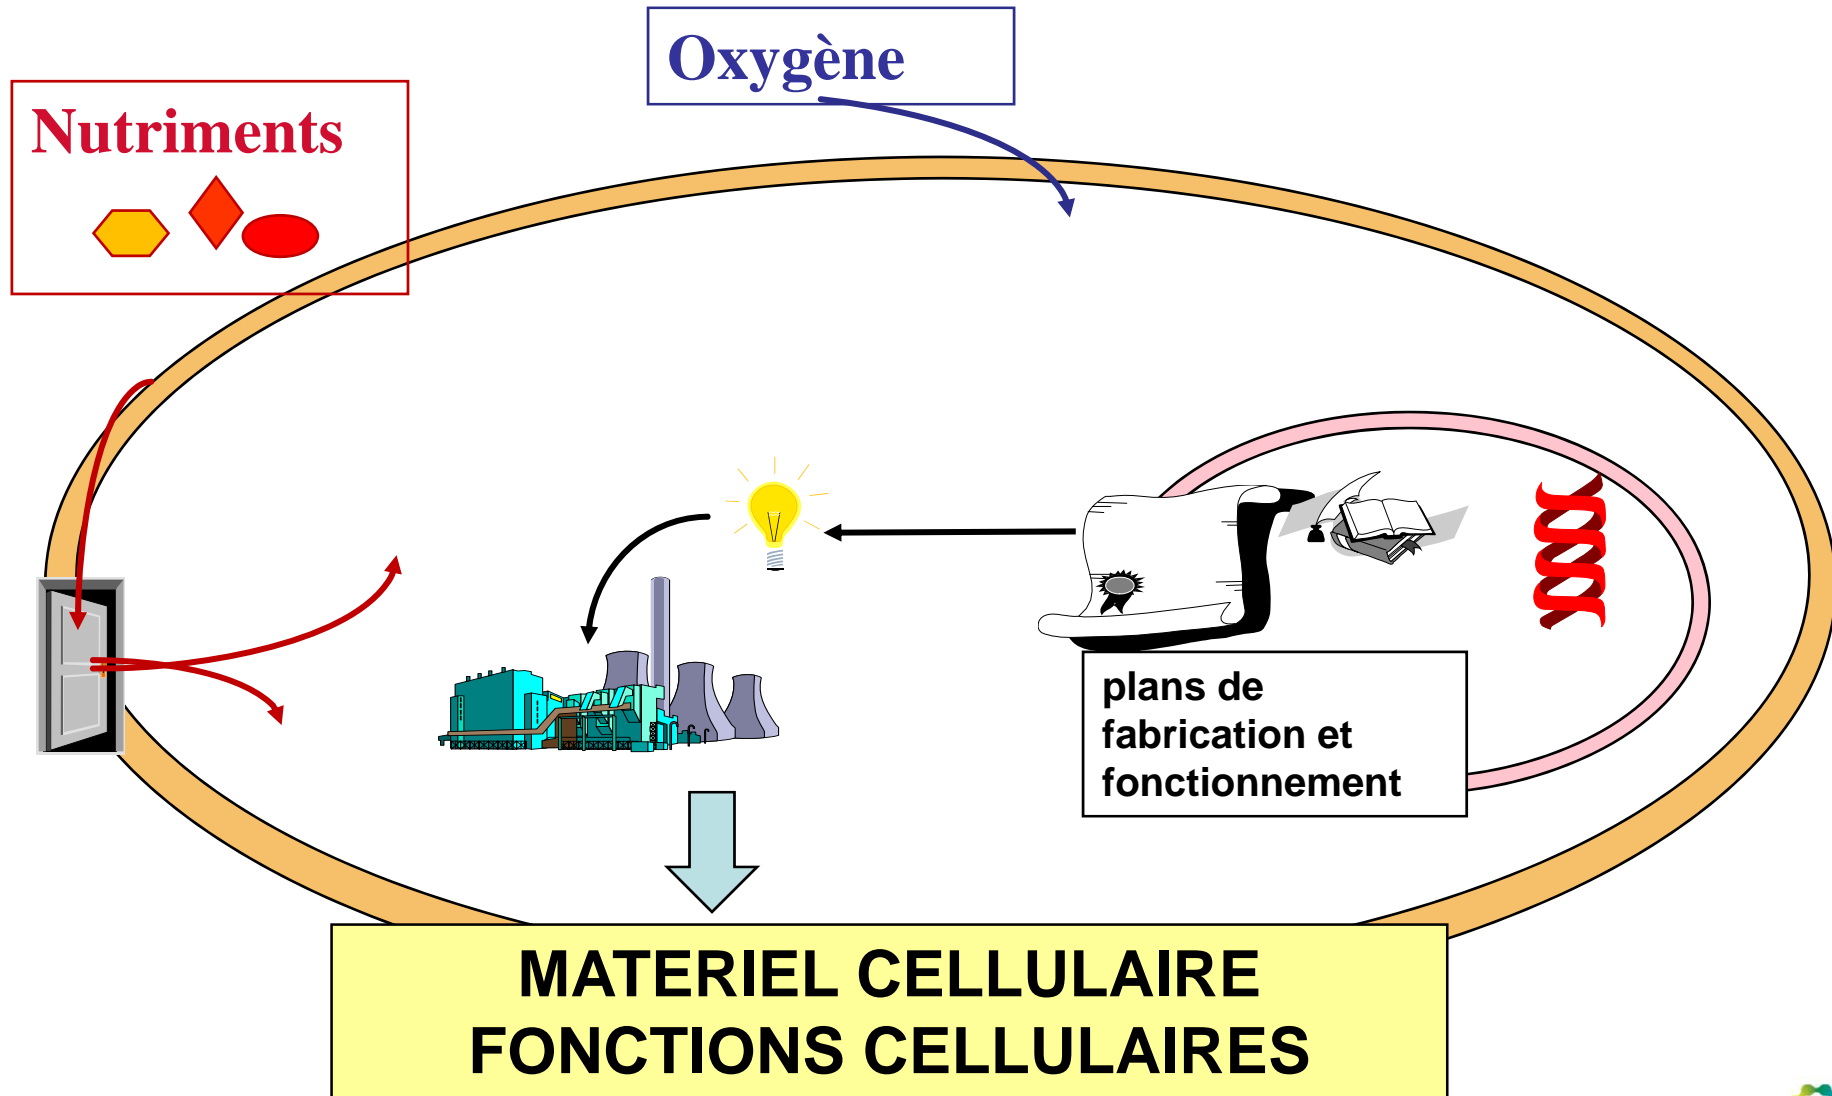 Oxygène
Nutriments
plans de
fabrication et
fonctionnement
MATERIEL CELLULAIRE
FONCTIONS CELLULAIRES